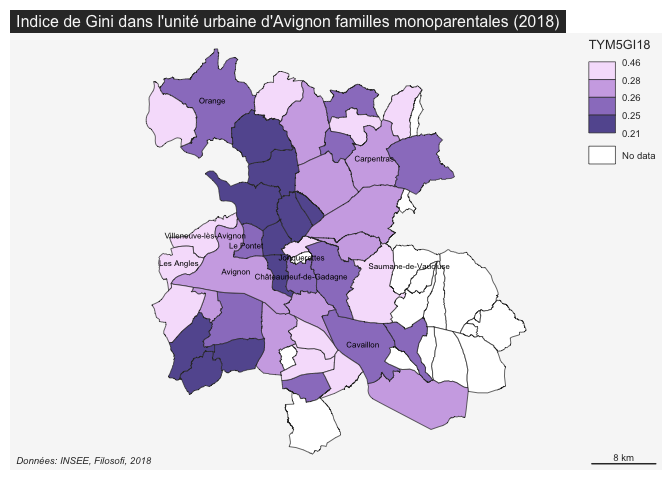 Indice de Gini dans l'unité urbaine d'Avignon familles monoparentales (2018)
TYM5GI18
0.46
0.28
0.26
0.25
0.21
No data
Orange
Carpentras
Villeneuve-lès-Avignon
Le Pontet
Jonquerettes
Les Angles
Saumane-de-Vaucluse
Avignon
Châteauneuf-de-Gadagne
Cavaillon
Données: INSEE, Filosofi, 2018
8 km